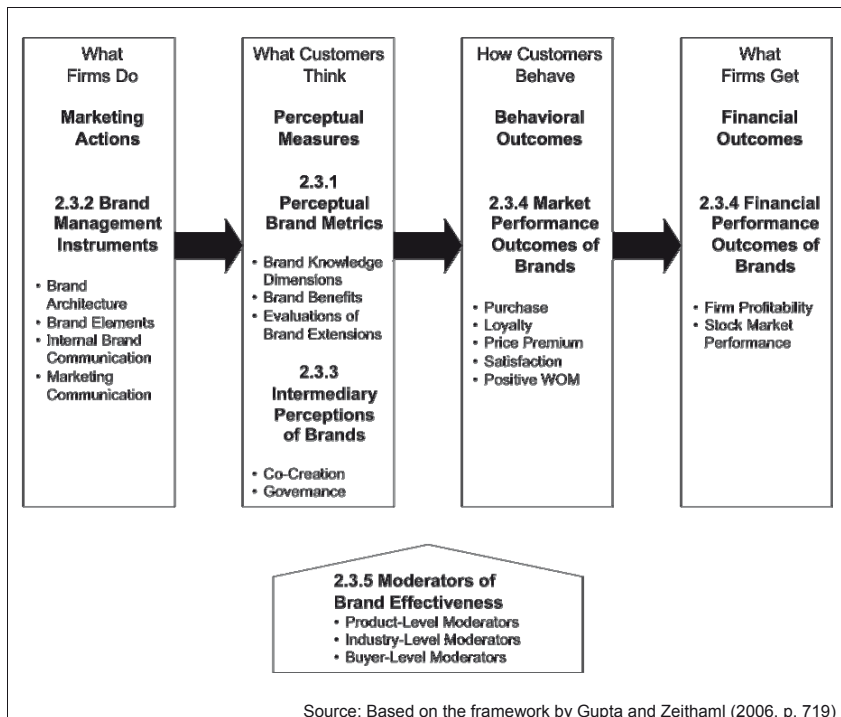 What
Firms Do
Marketing
Actions
2.3.2 Brand
Management
Instruments
• Brand
Architecture
• Brand Elements
• Internal Brand
Communication
• Marketing
Communication
What Customers
Think
Perceptual
Measures
2.3.1
Perceptual
Brand Metrics
• Brand Knowledge
Dimensions
• Brand Benefits
• Evaluations of
Brand Extensions
2.3.3
Intermediary
Perceptions
of Brands
• Co-Creation
• Governance
How Customers
Behave
Behavioral
Outcomes
2.3.4 Market
Performance
Outcomes of
Brands
• Purchase
• Loyalty
• Price Premium
• Satisfaction
• Positive WOM
What
Firms Get
Financial
Outcomes
2.3.4 Financial
Performance
Outcomes of
Brands
• Firm Profitability
• Stock Market
Performance
2.3.5 Moderators of
Brand Effectiveness
• Product-Level Moderators
• Industry-Level Moderators
• Buyer-Level Moderators
Source: Based on the framework by Gupta and Zeithaml (2006, p. 719)